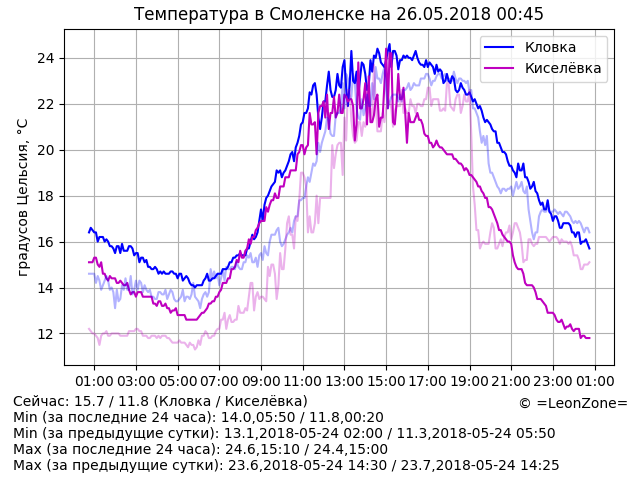 Температура в Смоленске на 26.05.2018 00:45
градусов Цельсия, °C
24
22
20
18
16
14
12
Кловка
Киселёвка
01:00 03:00 05:00 07:00 09:00 11:00 13:00 15:00 17:00 19:00 21:00 23:00 01:00
Сейчас: 15.7 / 11.8 (Кловка / Киселёвка)
© =LeonZone=
Min (за последние 24 часа): 14.0,05:50 / 11.8,00:20
Min (за предыдущие сутки): 13.1,2018-05-24 02:00 / 11.3,2018-05-24 05:50
Max (за последние 24 часа): 24.6,15:10 / 24.4,15:00
Max (за предыдущие сутки): 23.6,2018-05-24 14:30 / 23.7,2018-05-24 14:25